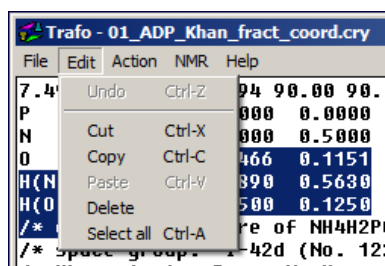 Trafo - 01_ADP_Khan_fract_coord.cry
File Edit Action NMR Help
94 90.00 90.
Undo Ctrl-Z
P 000 0.0000
N 000 0.5000
Cut Ctrl-X
O 466 0.1151
Copy Ctrl-C
H(N 890 0.5630
Paste Ctrl-V
H(O 500 0.1250
Delete
/* re of NH4H2P
Select all Ctrl-A
/* -42d (No. 12